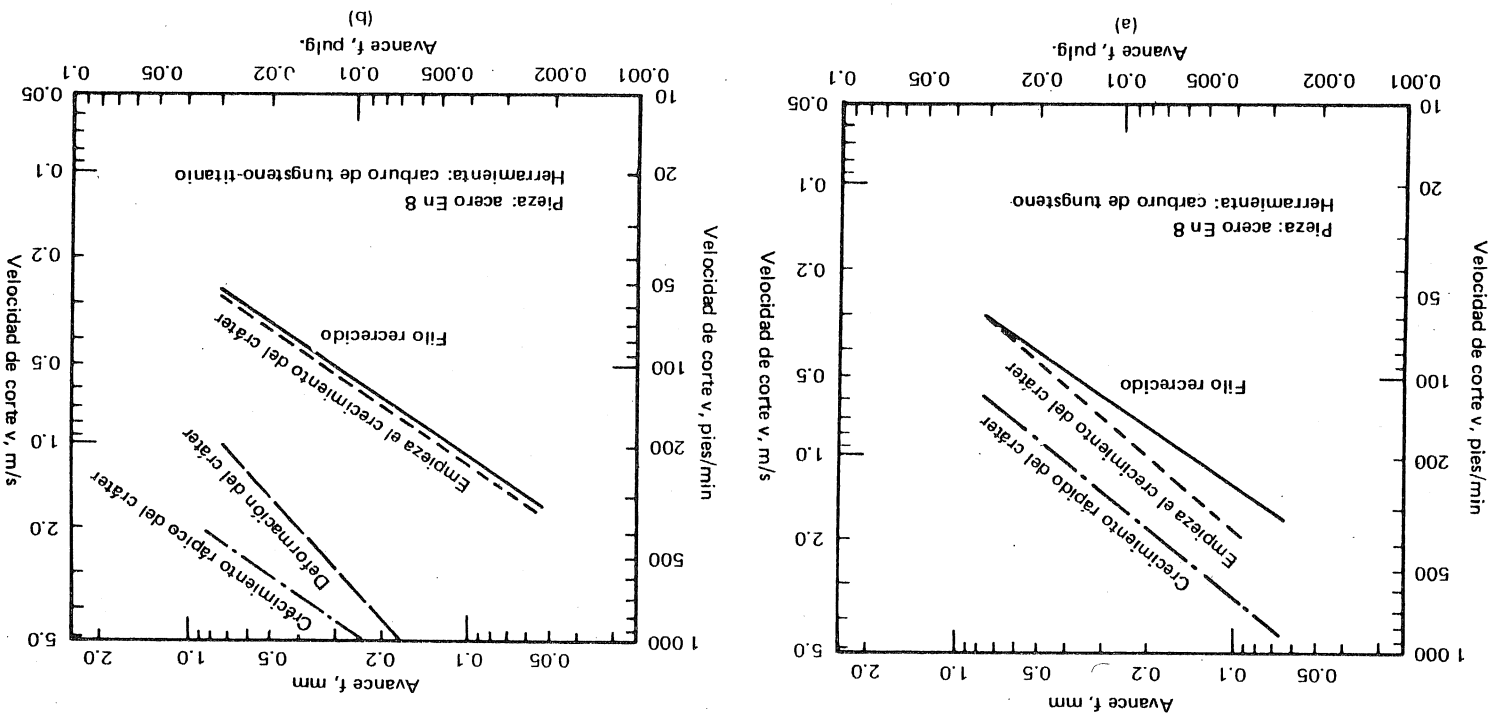 Avance f, mm
0.05 0.1 0.2 0.5 1.0 2.0
Velocidad de corte v, pies/min
1 000
500
200
100
50
20
10
5.0
2.0
1.0
0.5
0.2
0.1
0.05
Velocidad de corte v, m/s
Crecimiento rápido del cráter
Empieza el crecimiento del cráter
Filo recrecido
Pieza: acero En 8
Herramienta: carburo de tungsteno
0.001 0.002 0.005 0.01 0.02 0.05 0.1
Avance f, pulg.
(a)
Avance f, mm
0.05 0.1 0.2 0.5 1.0 2.0
Velocidad de corte v, pies/min
1 000
500
200
100
50
20
10
5.0
2.0
1.0
0.5
0.2
0.1
0.05
Velocidad de corte v, m/s
Crécimiento rápico del cráter
Deformación del cráter
Empieza el crecimiento del cráter
Filo recrecido
Pieza: acero En 8
Herramienta: carburo de tungsteno-titanio
0.001 0.002 0.005 0.01 0.02 0.05 0.1
Avance f, pulg.
(b)